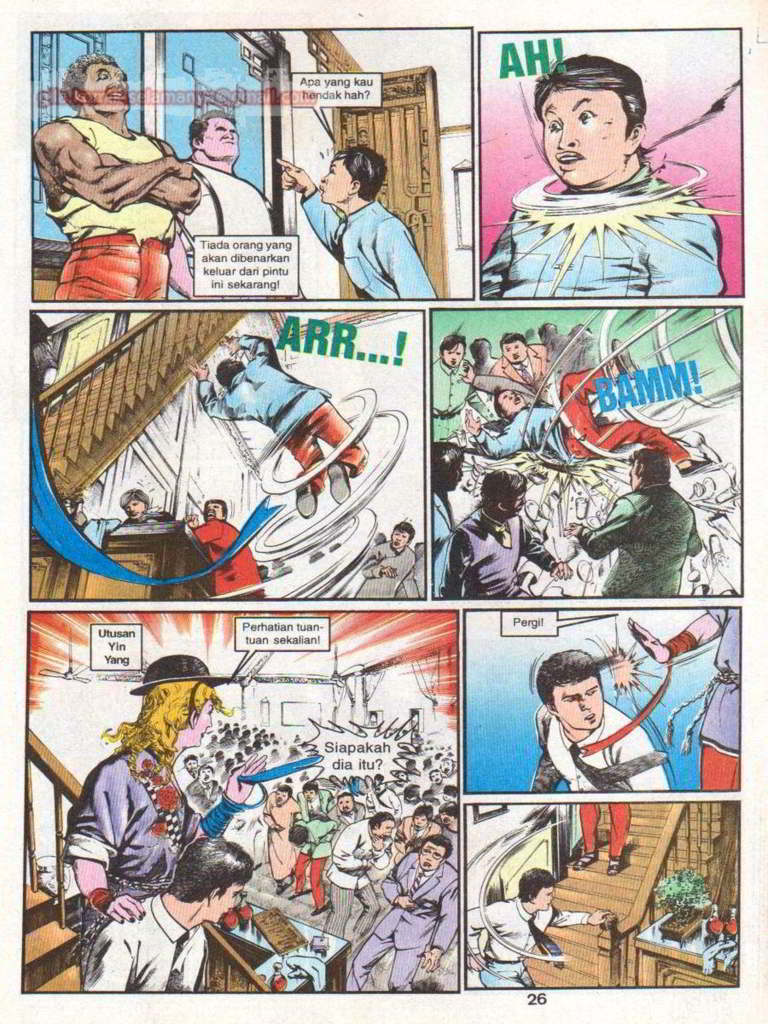 Apa yang kau
hendak hah?
Tiada orang yang
akan dibenarkan
keluar dari pintu
ini sekarang!
AH!
ARR...!
BAMM!
Utusan
Yin
Yang
Perhatian tuan-
tuan sekalian!
Siapakah
dia itu?
Pergi!
26